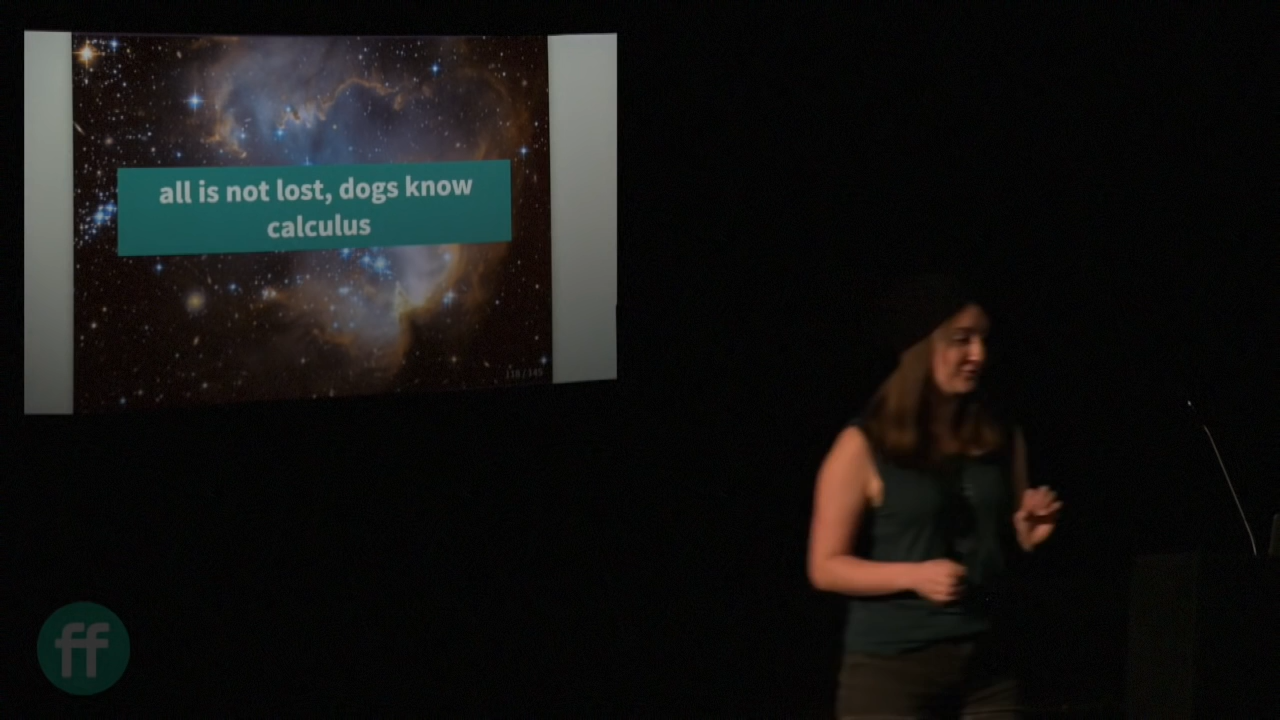 all is not lost, dogs know
calculus
ff